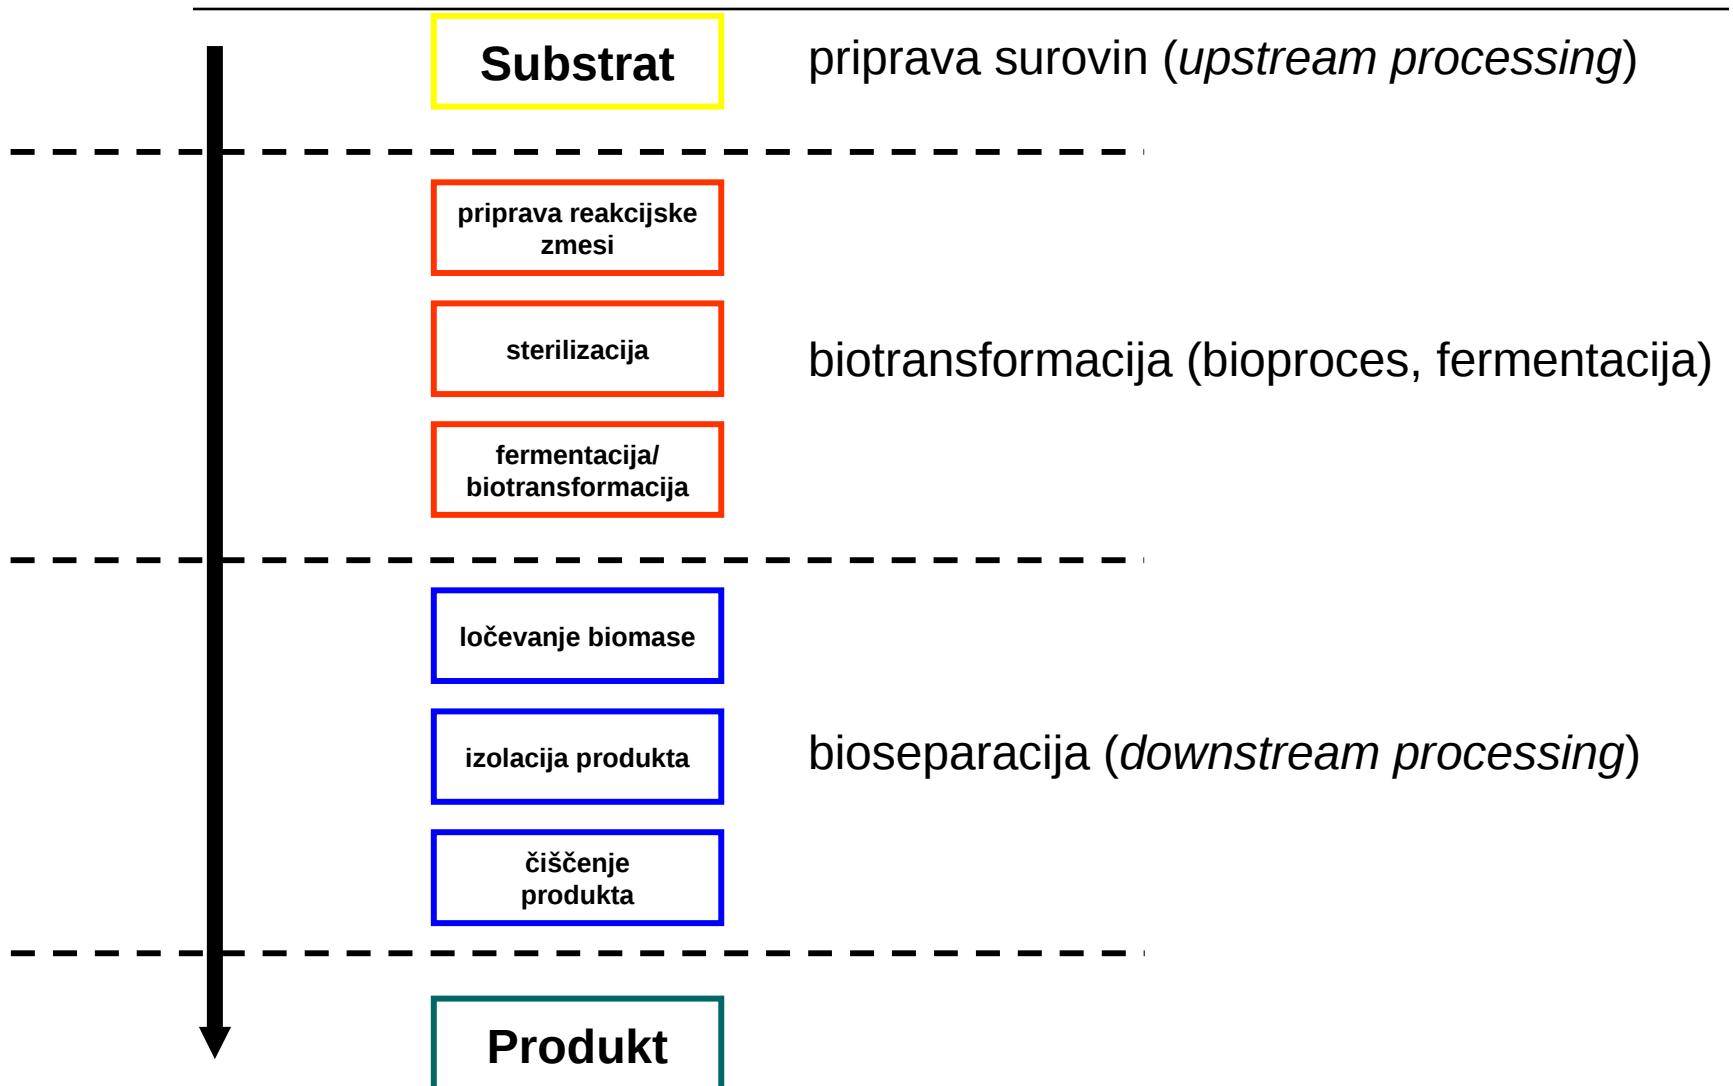 Substrat
priprava surovin (upstream processing)
priprava reakcijske
zmesi
sterilizacija
biotransformacija (bioproces, fermentacija)
fermentacija/
biotransformacija
ločevanje biomase
izolacija produkta
bioseparacija (downstream processing)
čiščenje
produkta
Produkt